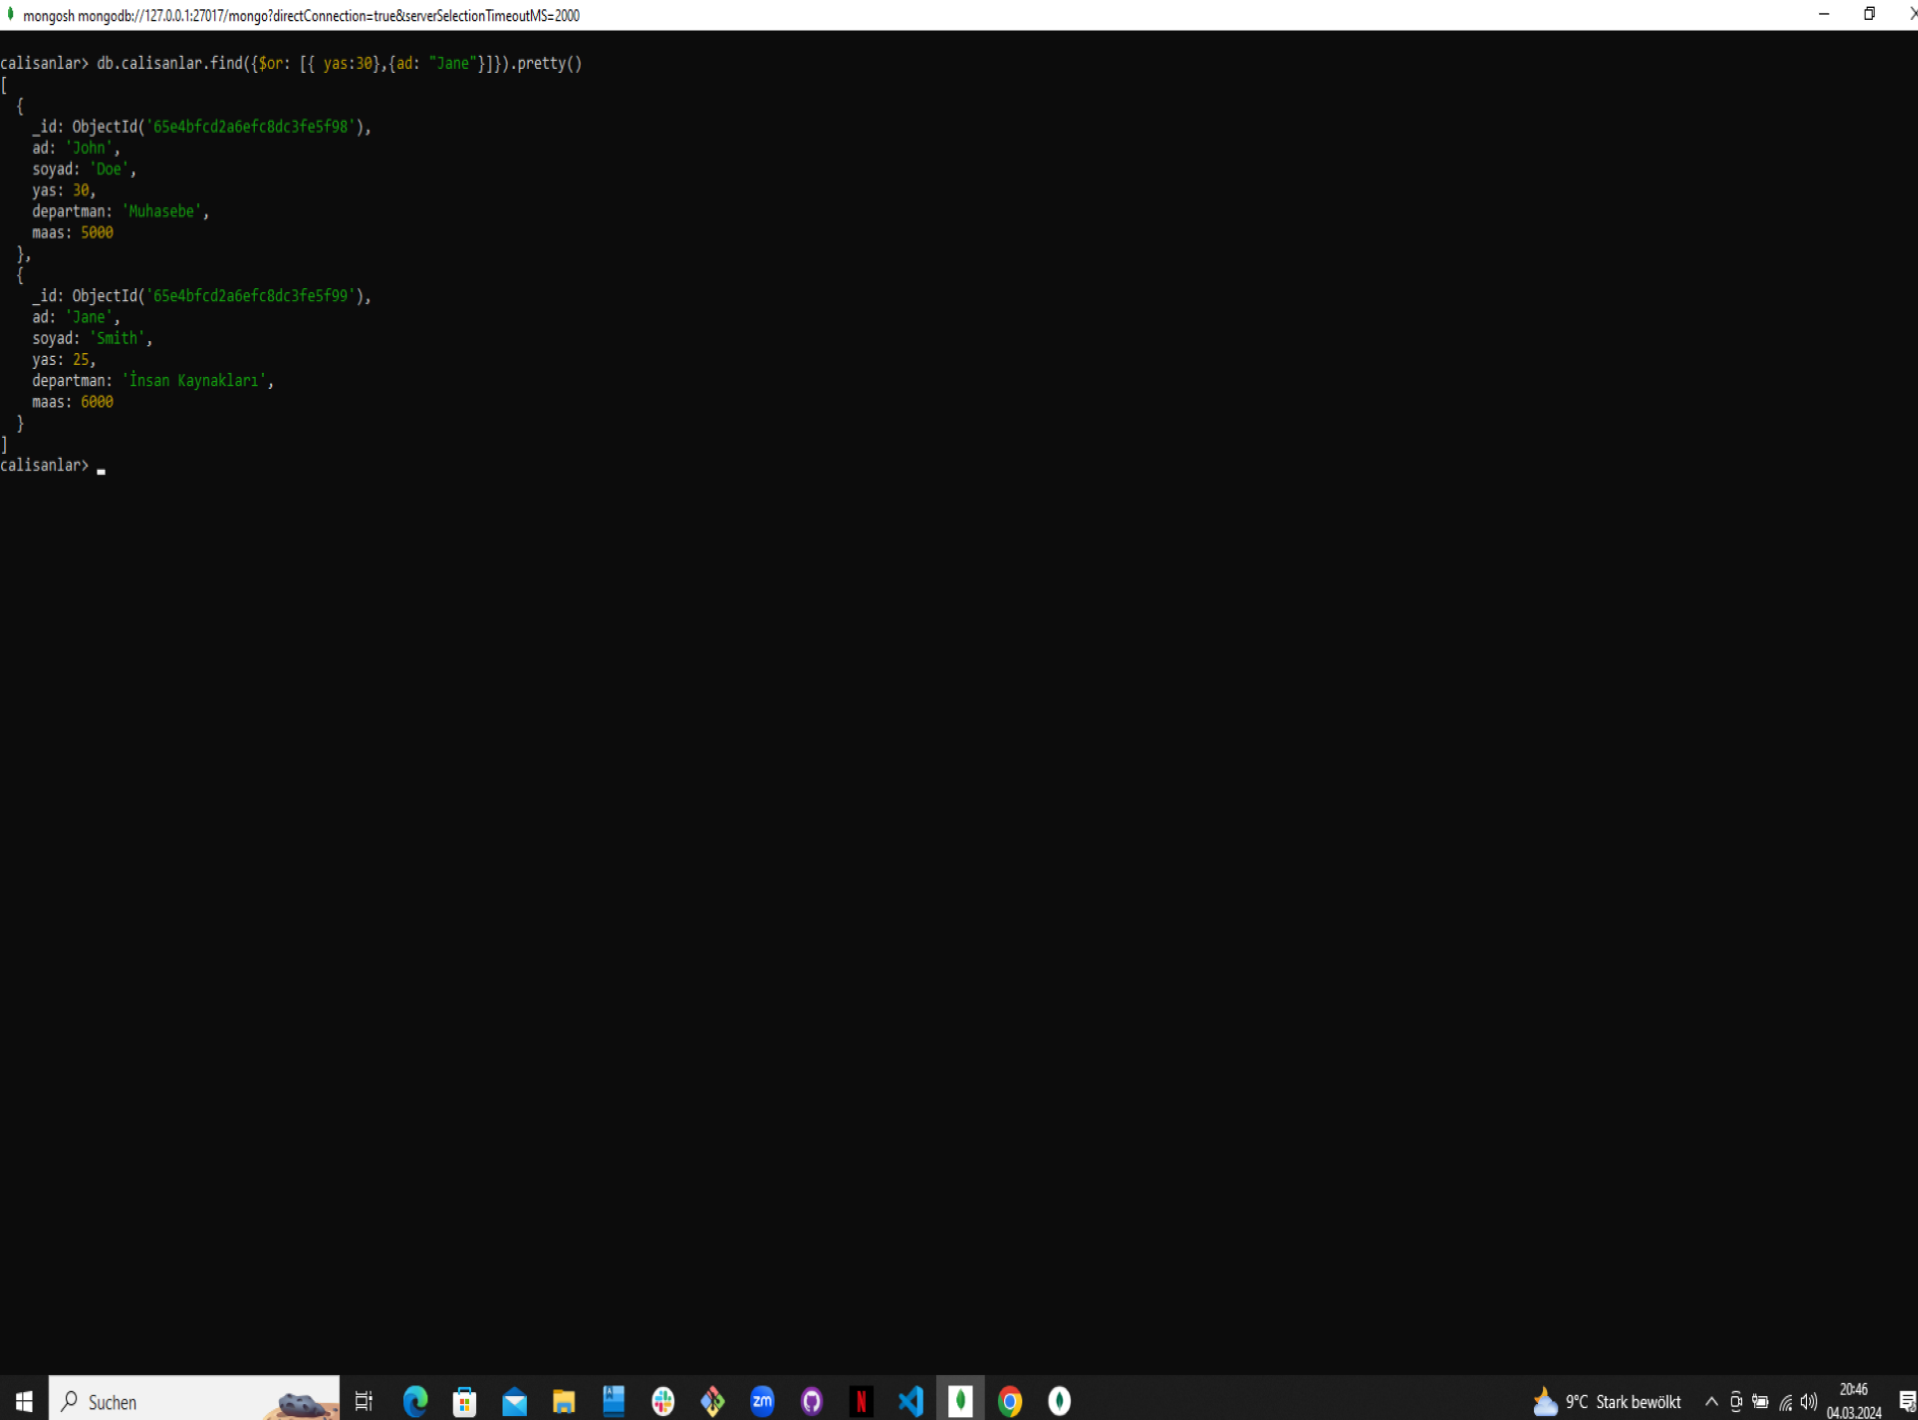 mongosh mongodb://127.0.0.1:27017/mongo?directConnection=true&serverSelectionTimeoutMS=2000
calisanlar> db.calisanlar.find({$or: [{ yas:30},{ad: "Jane"}]}).pretty()
[
  {
    _id: ObjectId('65e4bfcd2a6efc8dc3fe5f98'),
    ad: 'John',
    soyad: 'Doe',
    yas: 30,
    departman: 'Muhasebe',
    maas: 5000
  },
  {
    _id: ObjectId('65e4bfcd2a6efc8dc3fe5f99'),
    ad: 'Jane',
    soyad: 'Smith',
    yas: 25,
    departman: 'İnsan Kaynakları',
    maas: 6000
  }
]
calisanlar>
Suchen
zm
N
9°C Stark bewölkt
20:46
04.03.2024